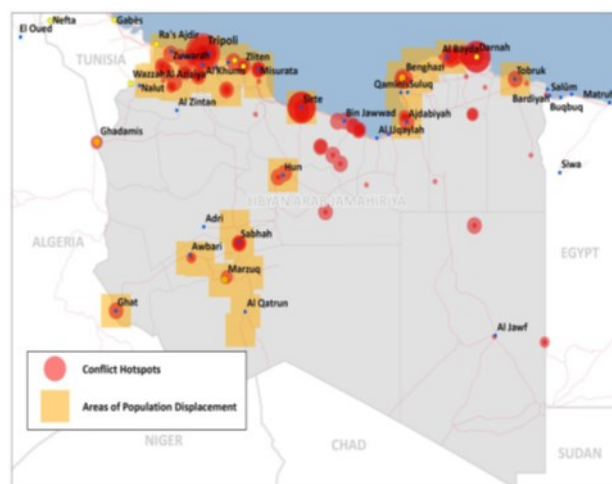 Nefta
Gabès
El Oued
Ra's Ajdir
Tripoli
TUNISIA
Zuwarah
Zliten
Al Bayda
Darnah
Wazzah
Al Aziziya
Al Khums
Misurata
Benghazi
Tobruk
Nalut
Qaminis
Suluq
Salūm
Matruh
Al Zintan
Sirte
Bin Jawwad
Ajdabiyah
Bardiyah
Buqbuq
Al Uqaylah
Ghadamis
Siwa
Hun
LIBYAN ARAB JAMAHIRIYA
Adri
ALGERIA
Sabhah
EGYPT
Awbari
Marzuq
Ghat
Al Qatrun
Al Jawf
Conflict Hotspots
Areas of Population Displacement
NIGER
CHAD
SUDAN